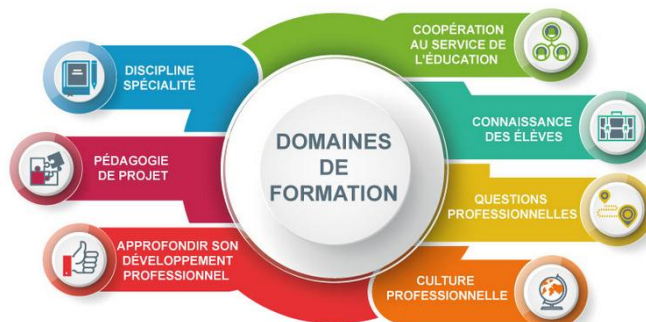 DOMAINES
DE
FORMATION
DISCIPLINE
SPÉCIALITÉ
PÉDAGOGIE
DE PROJET
APPROFONDIR SON
DÉVELOPPEMENT
PROFESSIONNEL
COOPÉRATION
AU SERVICE DE
L'ÉDUCATION
CONNAISSANCE
DES ÉLÈVES
QUESTIONS
PROFESSIONNELLES
CULTURE
PROFESSIONNELLE